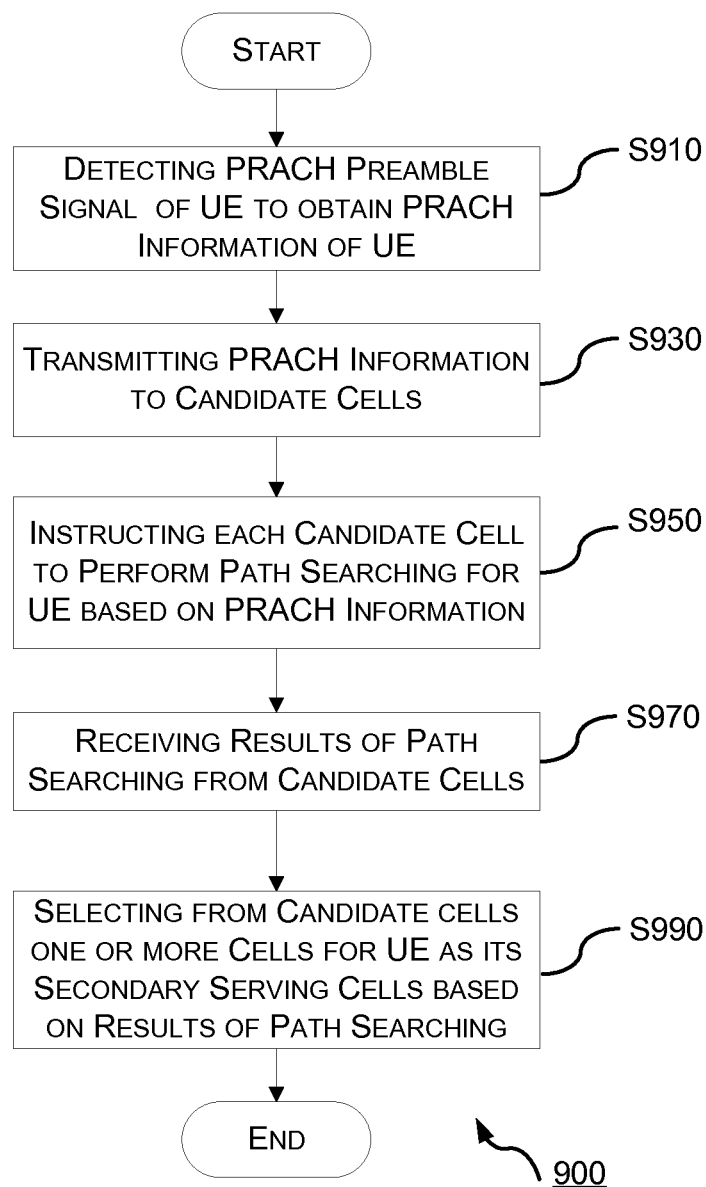 START
DETECTING PRACH PREAMBLE
SIGNAL OF UE TO OBTAIN PRACH
INFORMATION OF UE
S910
TRANSMITTING PRACH INFORMATION
TO CANDIDATE CELLS
S930
INSTRUCTING EACH CANDIDATE CELL
TO PERFORM PATH SEARCHING FOR
UE BASED ON PRACH INFORMATION
S950
RECEIVING RESULTS OF PATH
SEARCHING FROM CANDIDATE CELLS
S970
SELECTING FROM CANDIDATE CELLS
ONE OR MORE CELLS FOR UE AS ITS
SECONDARY SERVING CELLS BASED
ON RESULTS OF PATH SEARCHING
S990
END
900